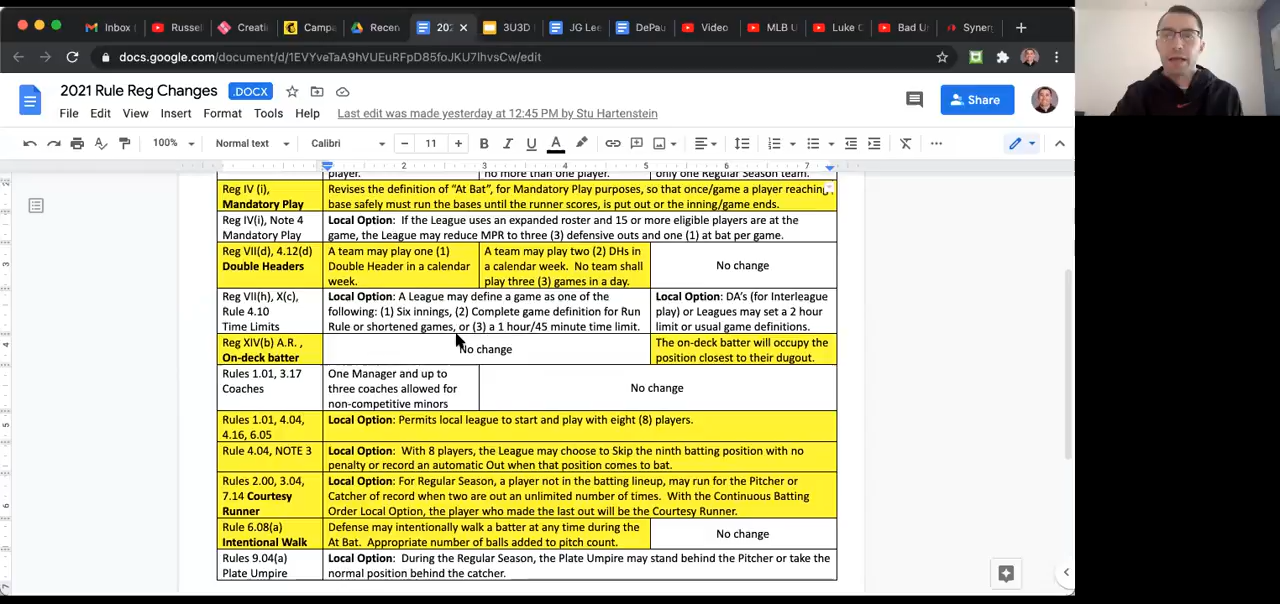 Inbox
Russel
Creatin
Campa
Recen
202
3U3D
JG Lee
DePau
Video
MLB U
Luke C
Bad Un
Synerg
docs.google.com/document/d/1EVYveTaA9hVUEuRFpD85foJKU7lhvsCw/edit
2021 Rule Reg Changes .DOCX
Share
File Edit View Insert Format Tools Help Last edit was made yesterday at 12:45 PM by Stu Hartenstein
100% Normal text Calibri 11 B I U A
2 3 4 5 6 7
player. no more than one player. only one Regular Season team.
Reg IV (i),
Mandatory Play
Revises the definition of "At Bat", for Mandatory Play purposes, so that once/game a player reaching
base safely must run the bases until the runner scores, is put out or the inning/game ends.
Reg IV(i), Note 4
Mandatory Play
Local Option: If the League uses an expanded roster and 15 or more eligible players are at the
game, the League may reduce MPR to three (3) defensive outs and one (1) at bat per game.
Reg VII(d), 4.12(d)
Double Headers
A team may play one (1)
Double Header in a calendar
week.
A team may play two (2) DHs in
a calendar week. No team shall
play three (3) games in a day.
No change
Reg VII(h), X(c),
Rule 4.10
Time Limits
Local Option: A League may define a game as one of the
following: (1) Six innings, (2) Complete game definition for Run
Rule or shortened games, or (3) a 1 hour/45 minute time limit.
Local Option: DA's (for Interleague
play) or Leagues may set a 2 hour
limit or usual game definitions.
Reg XIV(b) A.R. ,
On-deck batter
No change
The on-deck batter will occupy the
position closest to their dugout.
Rules 1.01, 3.17
Coaches
One Manager and up to
three coaches allowed for
non-competitive minors
No change
Rules 1.01, 4.04,
4.16, 6.05
Local Option: Permits local league to start and play with eight (8) players.
Rule 4.04, NOTE 3
Local Option: With 8 players, the League may choose to Skip the ninth batting position with no
penalty or record an automatic Out when that position comes to bat.
Rules 2.00, 3.04,
7.14 Courtesy
Runner
Local Option: For Regular Season, a player not in the batting lineup, may run for the Pitcher or
Catcher of record when two are out an unlimited number of times. With the Continuous Batting
Order Local Option, the player who made the last out will be the Courtesy Runner.
Rule 6.08(a)
Intentional Walk
Defense may intentionally walk a batter at any time during the
At Bat. Appropriate number of balls added to pitch count.
No change
Rules 9.04(a)
Plate Umpire
Local Option: During the Regular Season, the Plate Umpire may stand behind the Pitcher or take the
normal position behind the catcher.